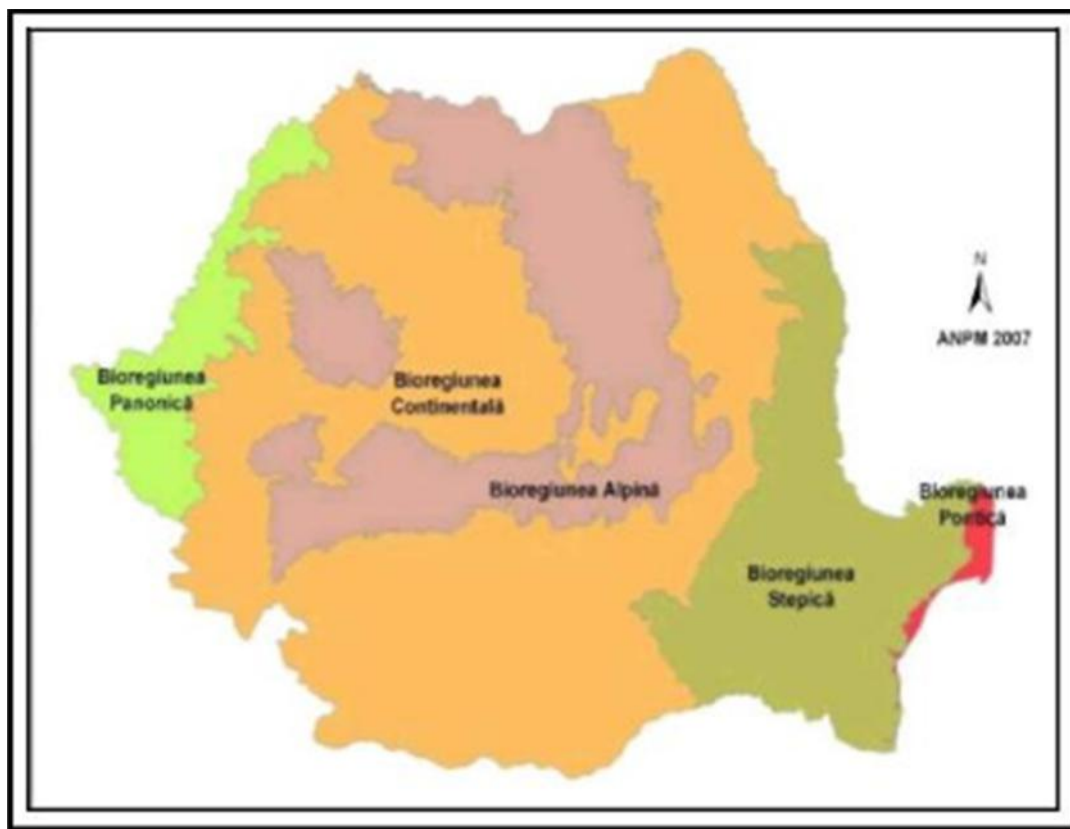 N
ANPM 2007
Bioregiunea
Panonică
Bioregiunea
Continentală
Bioregiunea Alpină
Bioregiunea
Pontică
Bioregiunea
Stepică